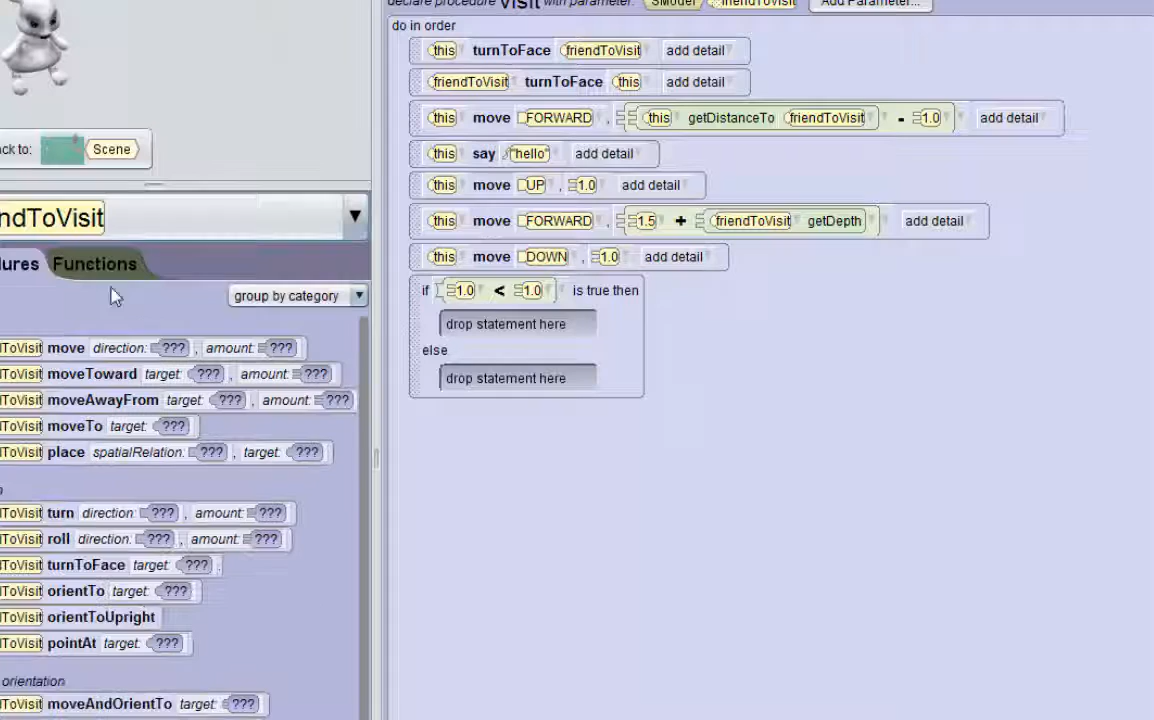 declare procedure visit with parameter: SModel friendToVisit Add Parameter...
do in order
this turnToFace friendToVisit add detail
friendToVisit turnToFace this add detail
this move FORWARD , this getDistanceTo friendToVisit - 1.0 add detail
this say "hello" add detail
this move UP , 1.0 add detail
this move FORWARD , 1.5 + friendToVisit getDepth add detail
this move DOWN , 1.0 add detail
if 1.0 < 1.0 is true then
drop statement here
else
drop statement here
ck to: Scene
ndToVisit
lures Functions
group by category
ToVisit move direction: ??? , amount: ???
ToVisit moveToward target: ??? , amount: ???
ToVisit moveAwayFrom target: ??? , amount: ???
ToVisit moveTo target: ???
ToVisit place spatialRelation: ??? , target: ???
n
ToVisit turn direction: ??? , amount: ???
ToVisit roll direction: ??? , amount: ???
ToVisit turnToFace target: ???
ToVisit orientTo target: ???
ToVisit orientToUpright
ToVisit pointAt target: ???
orientation
ToVisit moveAndOrientTo target: ???